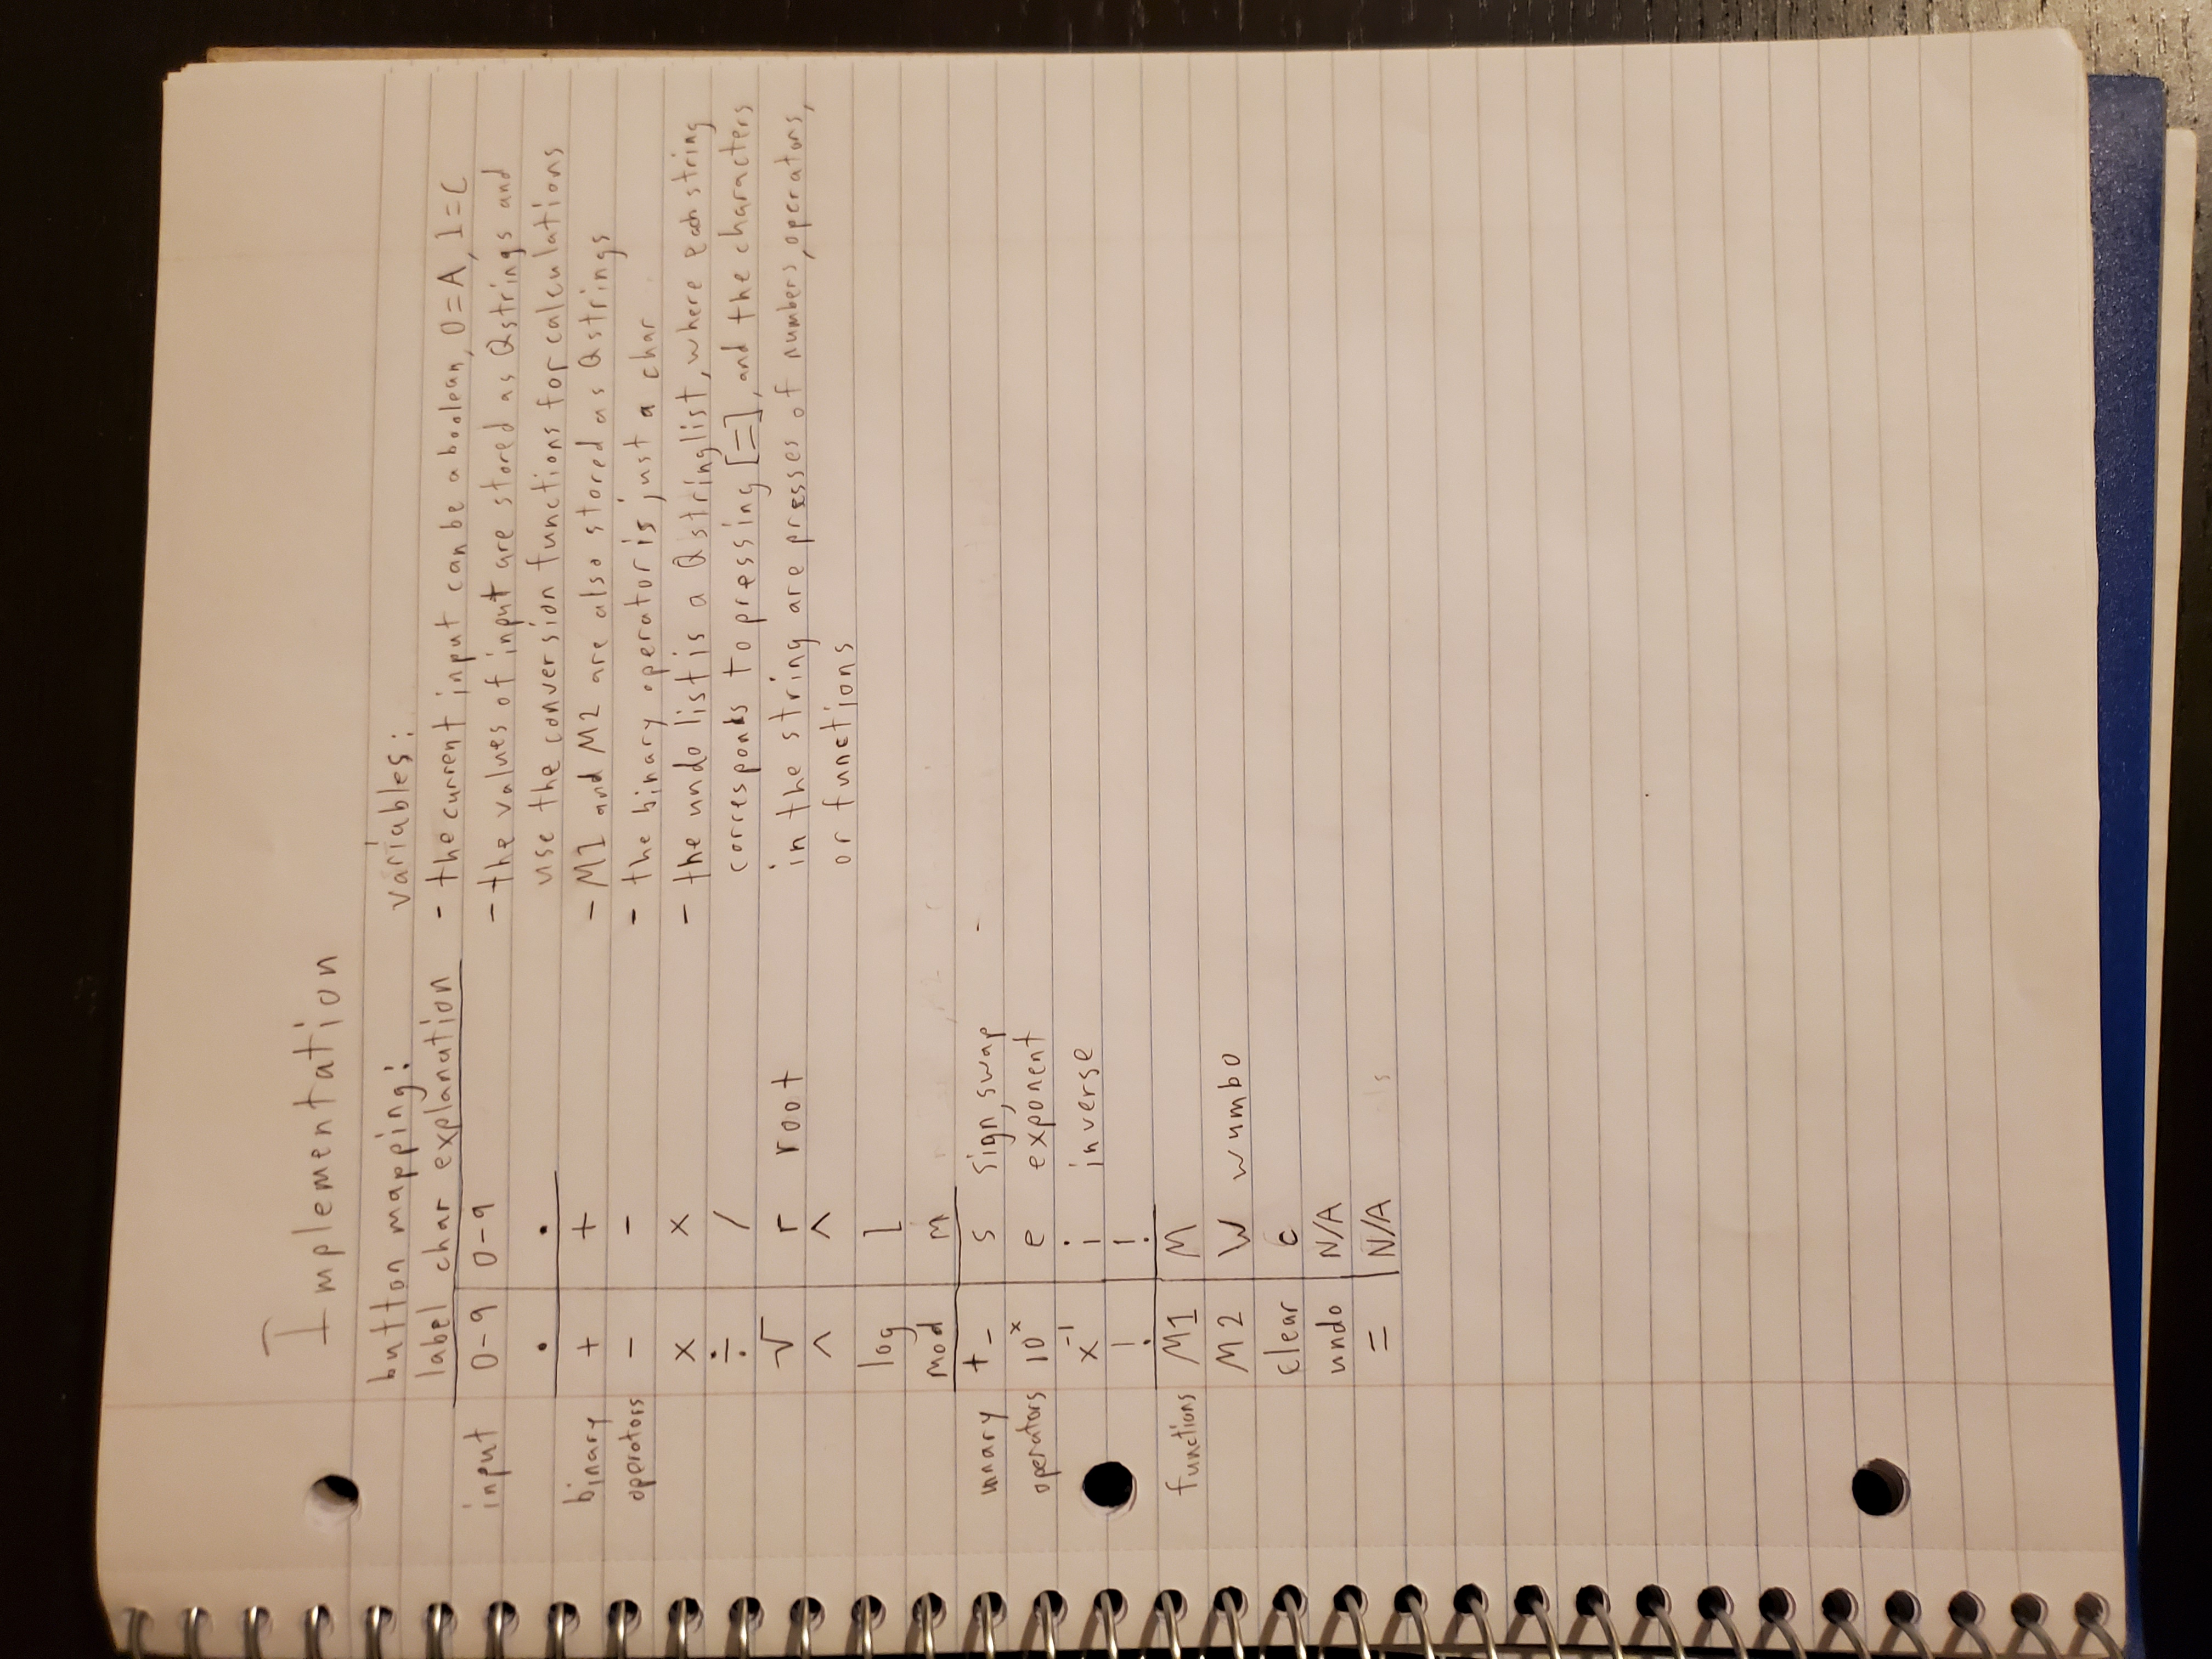 Implementation
button mapping:
label char explanation
input 0-9 0-9
. .
binary + +
operators - -
x x
÷ /
√ r root
^ ^
log l
mod m
unary +- s sign, swap
operators 10^x e exponent
x^-1 i inverse
! !
functions M1 M
M2 W wumbo
clear c
undo N/A
= N/A
variables:
- the current input can be a boolean, 0=A, 1=C
- the values of input are stored as Qstrings and
use the conversion functions for calculations
- M1 and M2 are also stored as Qstrings
- the binary operator is just a char
- the undo list is a Qstringlist, where each string
corresponds to pressing [=], and the characters
in the string are presses of numbers, operators,
or functions
-